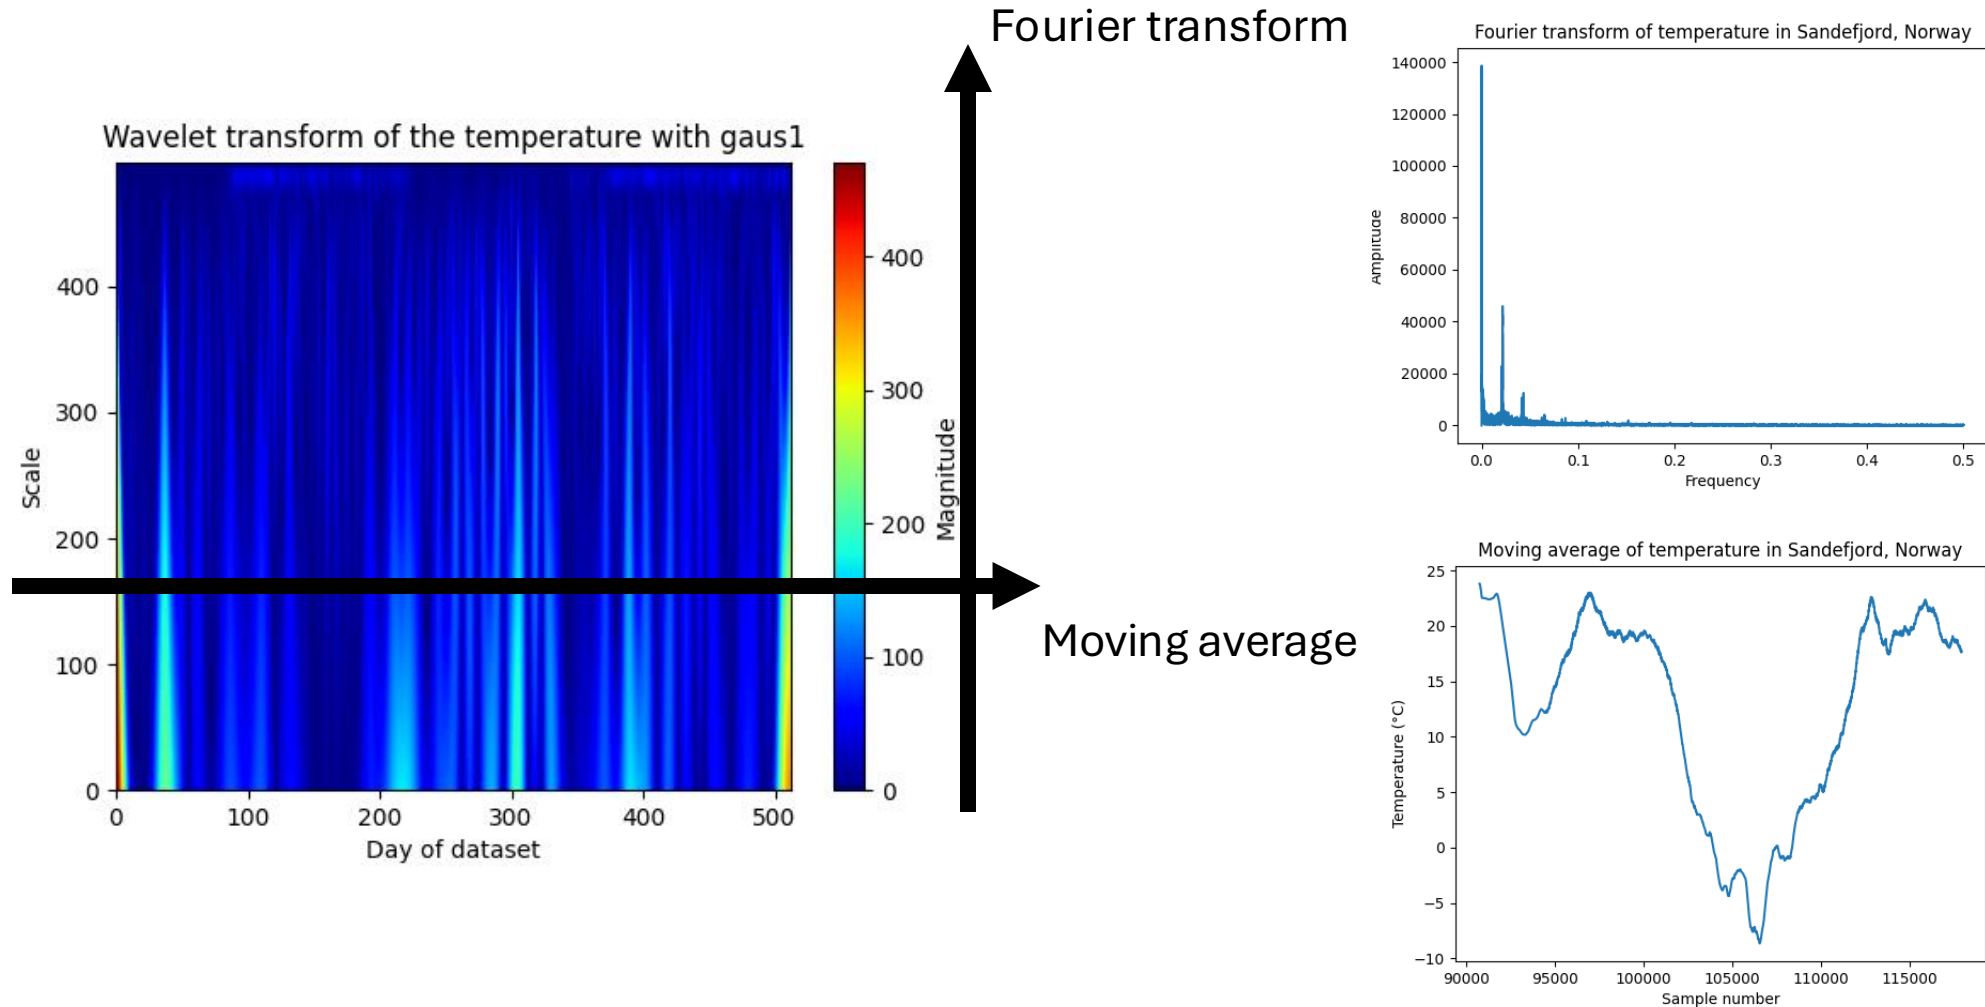 Fourier transform
Wavelet transform of the temperature with gaus1
Scale
400
300
200
100
0
0 100 200 300 400 500
Day of dataset
400
300
200
100
0
Magnitude
Moving average
Fourier transform of temperature in Sandefjord, Norway
Amplitude
140000
120000
100000
80000
60000
40000
20000
0
0.0 0.1 0.2 0.3 0.4 0.5
Frequency
Moving average of temperature in Sandefjord, Norway
Temperature (°C)
25
20
15
10
5
0
−5
−10
90000 95000 100000 105000 110000 115000
Sample number